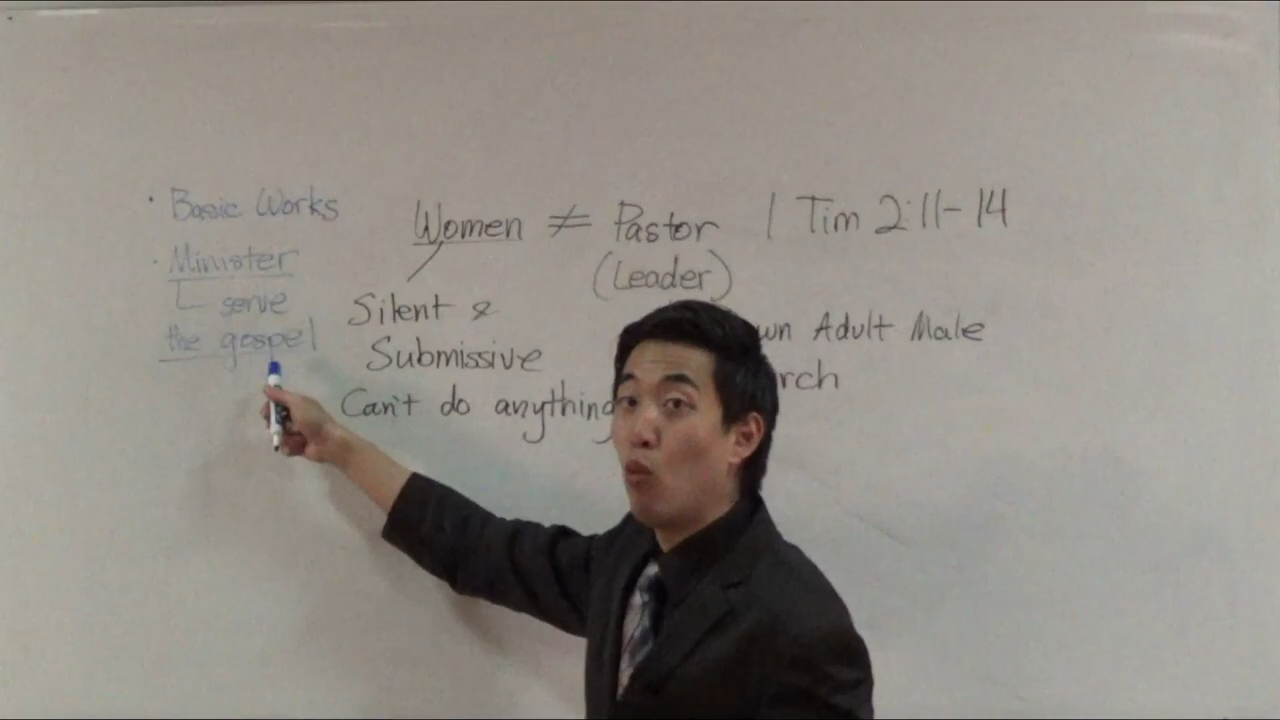 · Basic Works
· Minister
serve
the gospel
Women ≠ Pastor 1 Tim 2:11-14
(Leader)
Silent &
Submissive
Can't do anything
wn Adult Male
rch